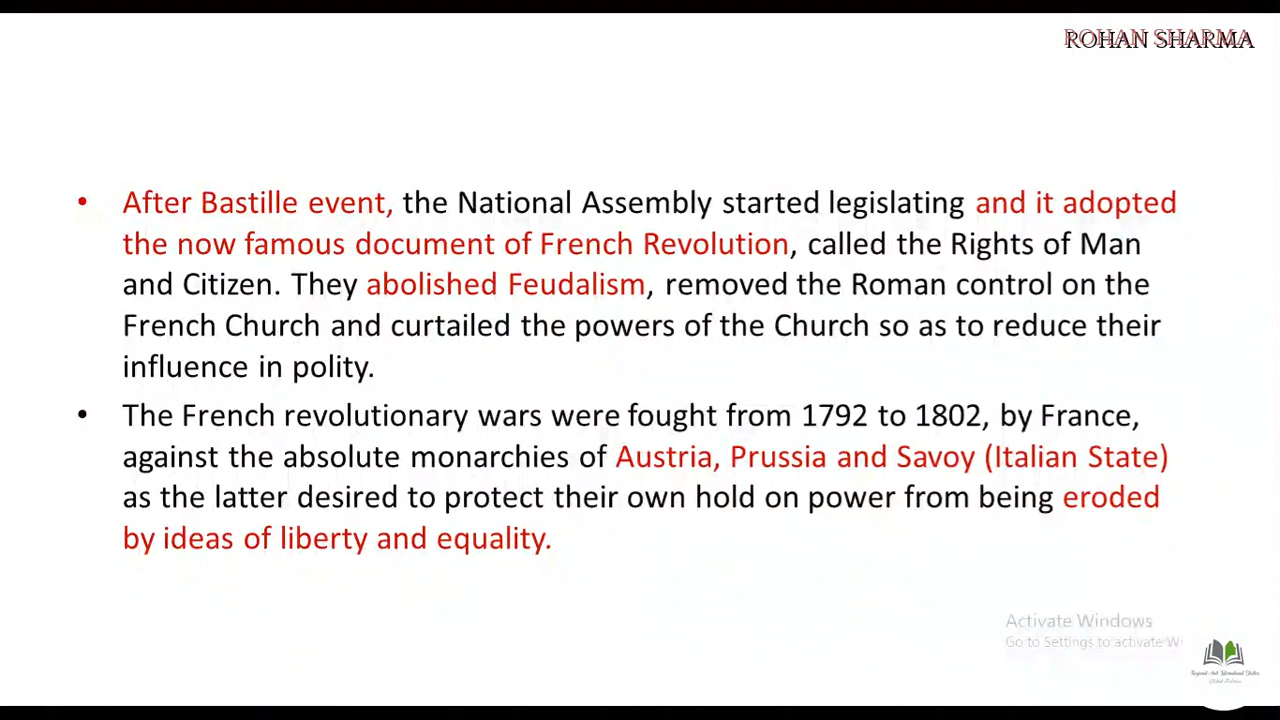 ROHAN SHARMA
• After Bastille event, the National Assembly started legislating and it adopted
the now famous document of French Revolution, called the Rights of Man
and Citizen. They abolished Feudalism, removed the Roman control on the
French Church and curtailed the powers of the Church so as to reduce their
influence in polity.
• The French revolutionary wars were fought from 1792 to 1802, by France,
against the absolute monarchies of Austria, Prussia and Savoy (Italian State)
as the latter desired to protect their own hold on power from being eroded
by ideas of liberty and equality.
Activate Windows
Go to Settings to activate W